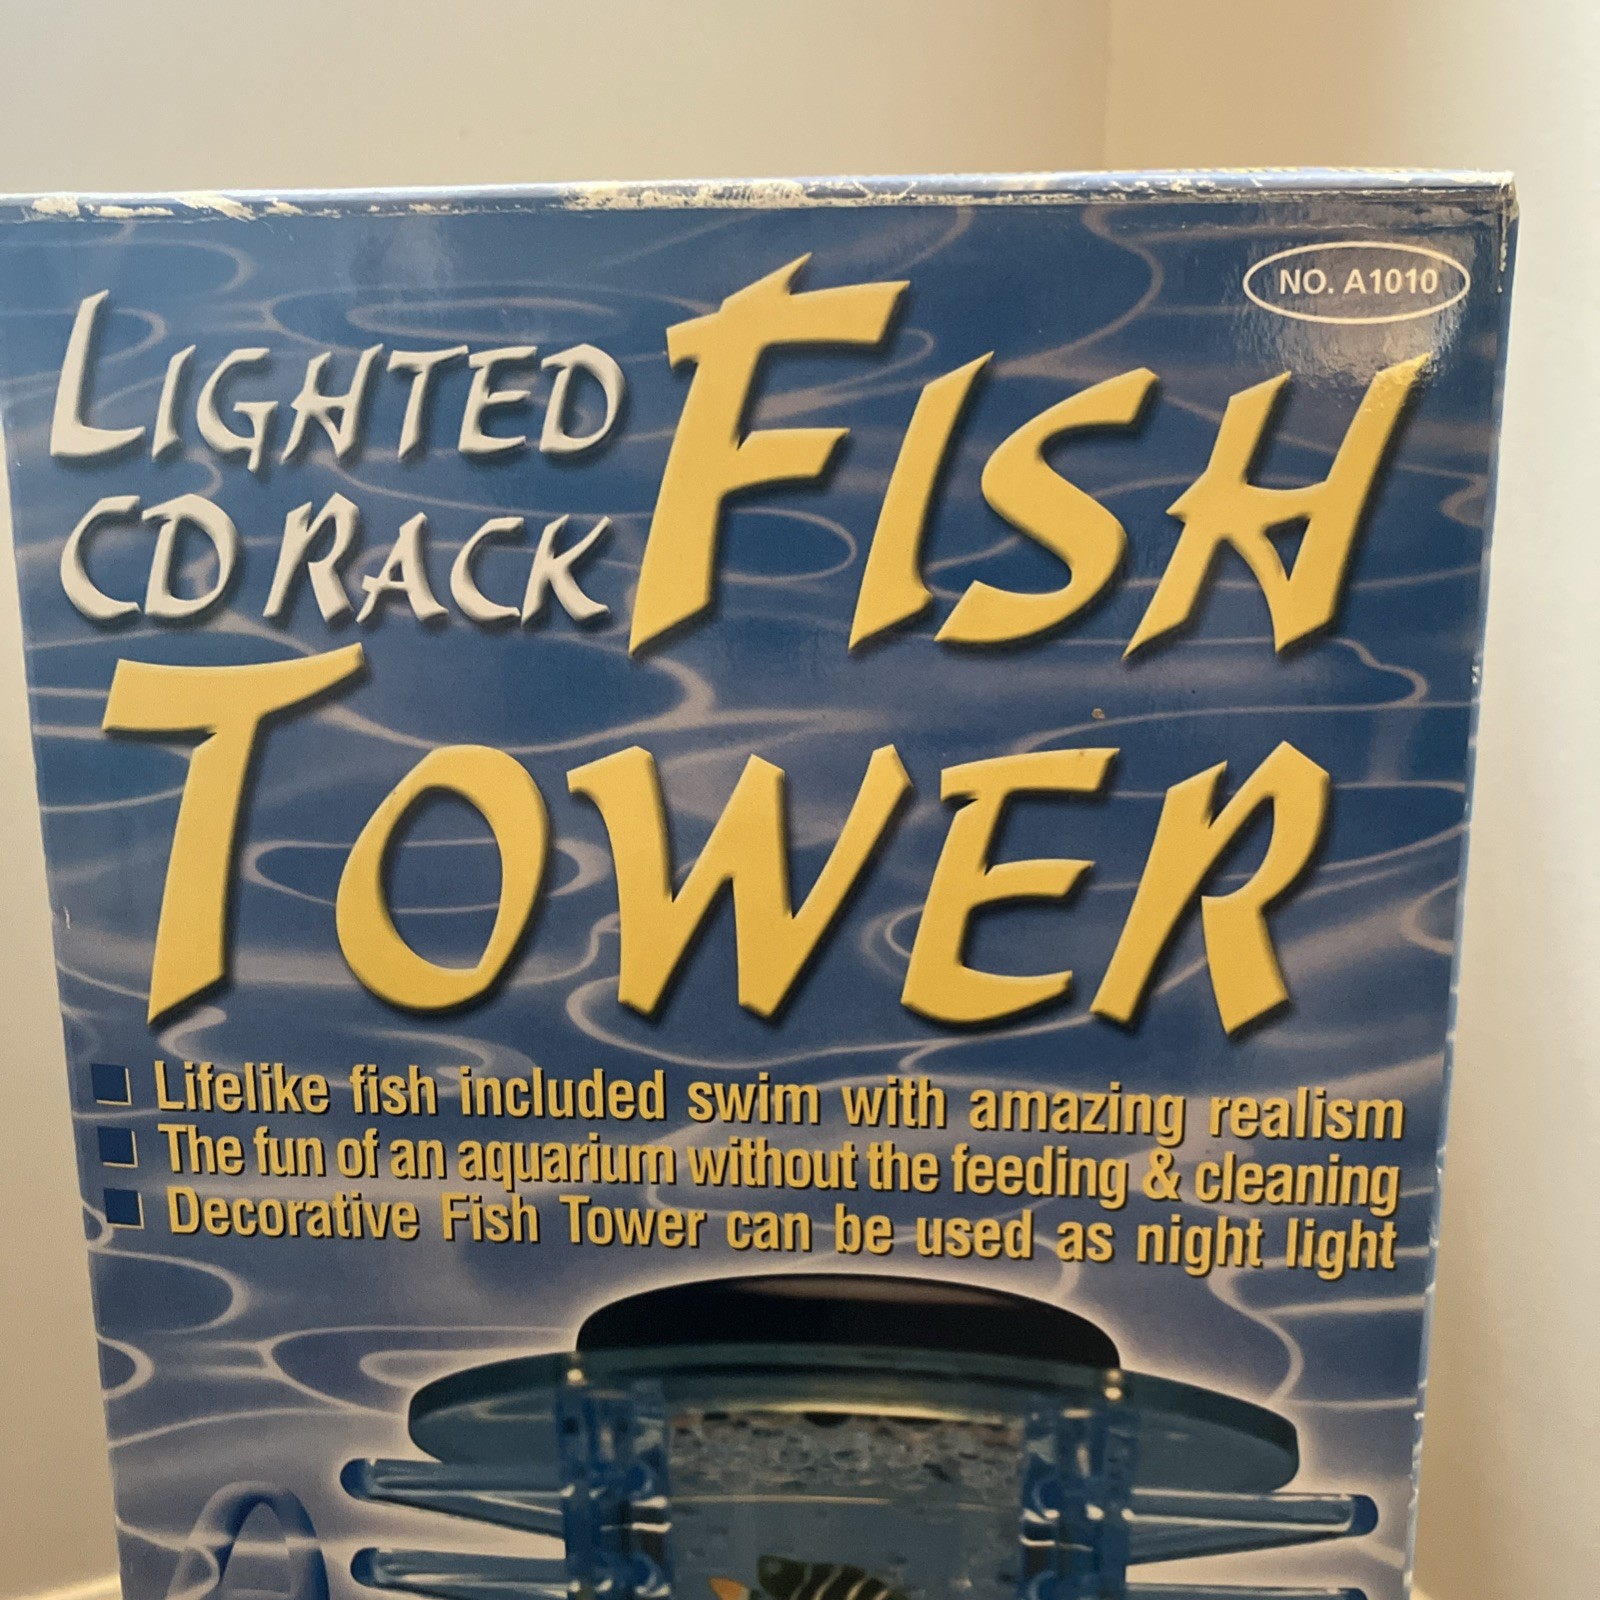 NO. A1010
LIGHTED
CD RACK
FISH
TOWER
Lifelike fish included swim with amazing realism
The fun of an aquarium without the feeding & cleaning
Decorative Fish Tower can be used as night light